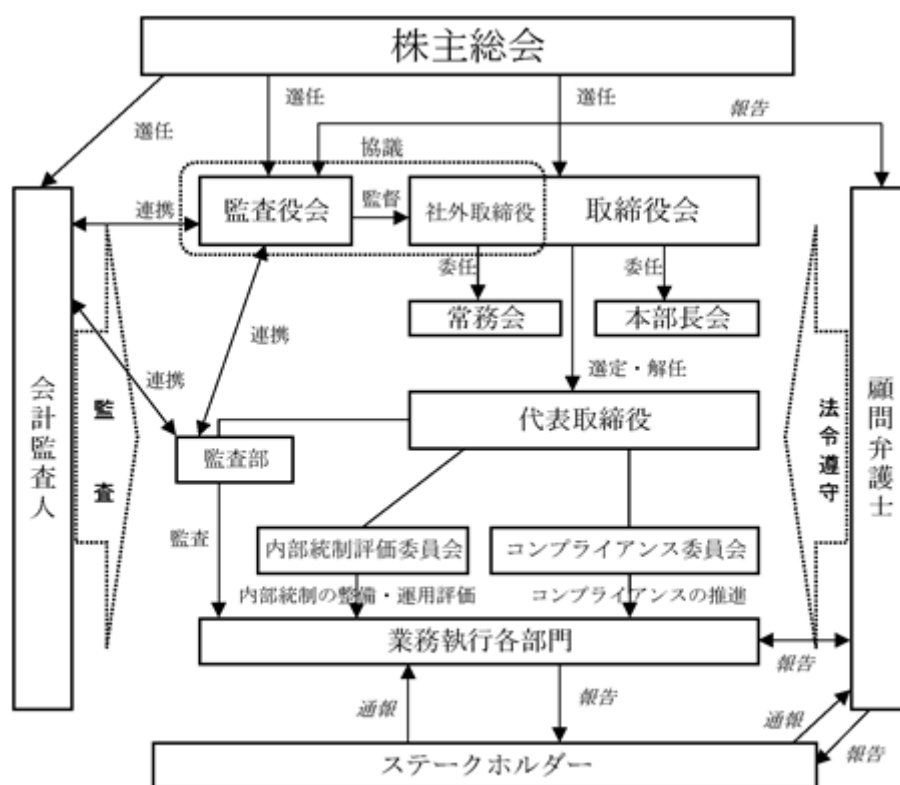 株主総会
選任
選任
選任
報告
協議
監査役会
監督
社外取締役
取締役会
連携
委任
委任
常務会
本部長会
連携
連携
選定・解任
代表取締役
会計監査人
監査
法令遵守
顧問弁護士
監査部
監査
内部統制評価委員会
コンプライアンス委員会
内部統制の整備・運用評価
コンプライアンスの推進
業務執行各部門
報告
通報
報告
通報
報告
ステークホルダー